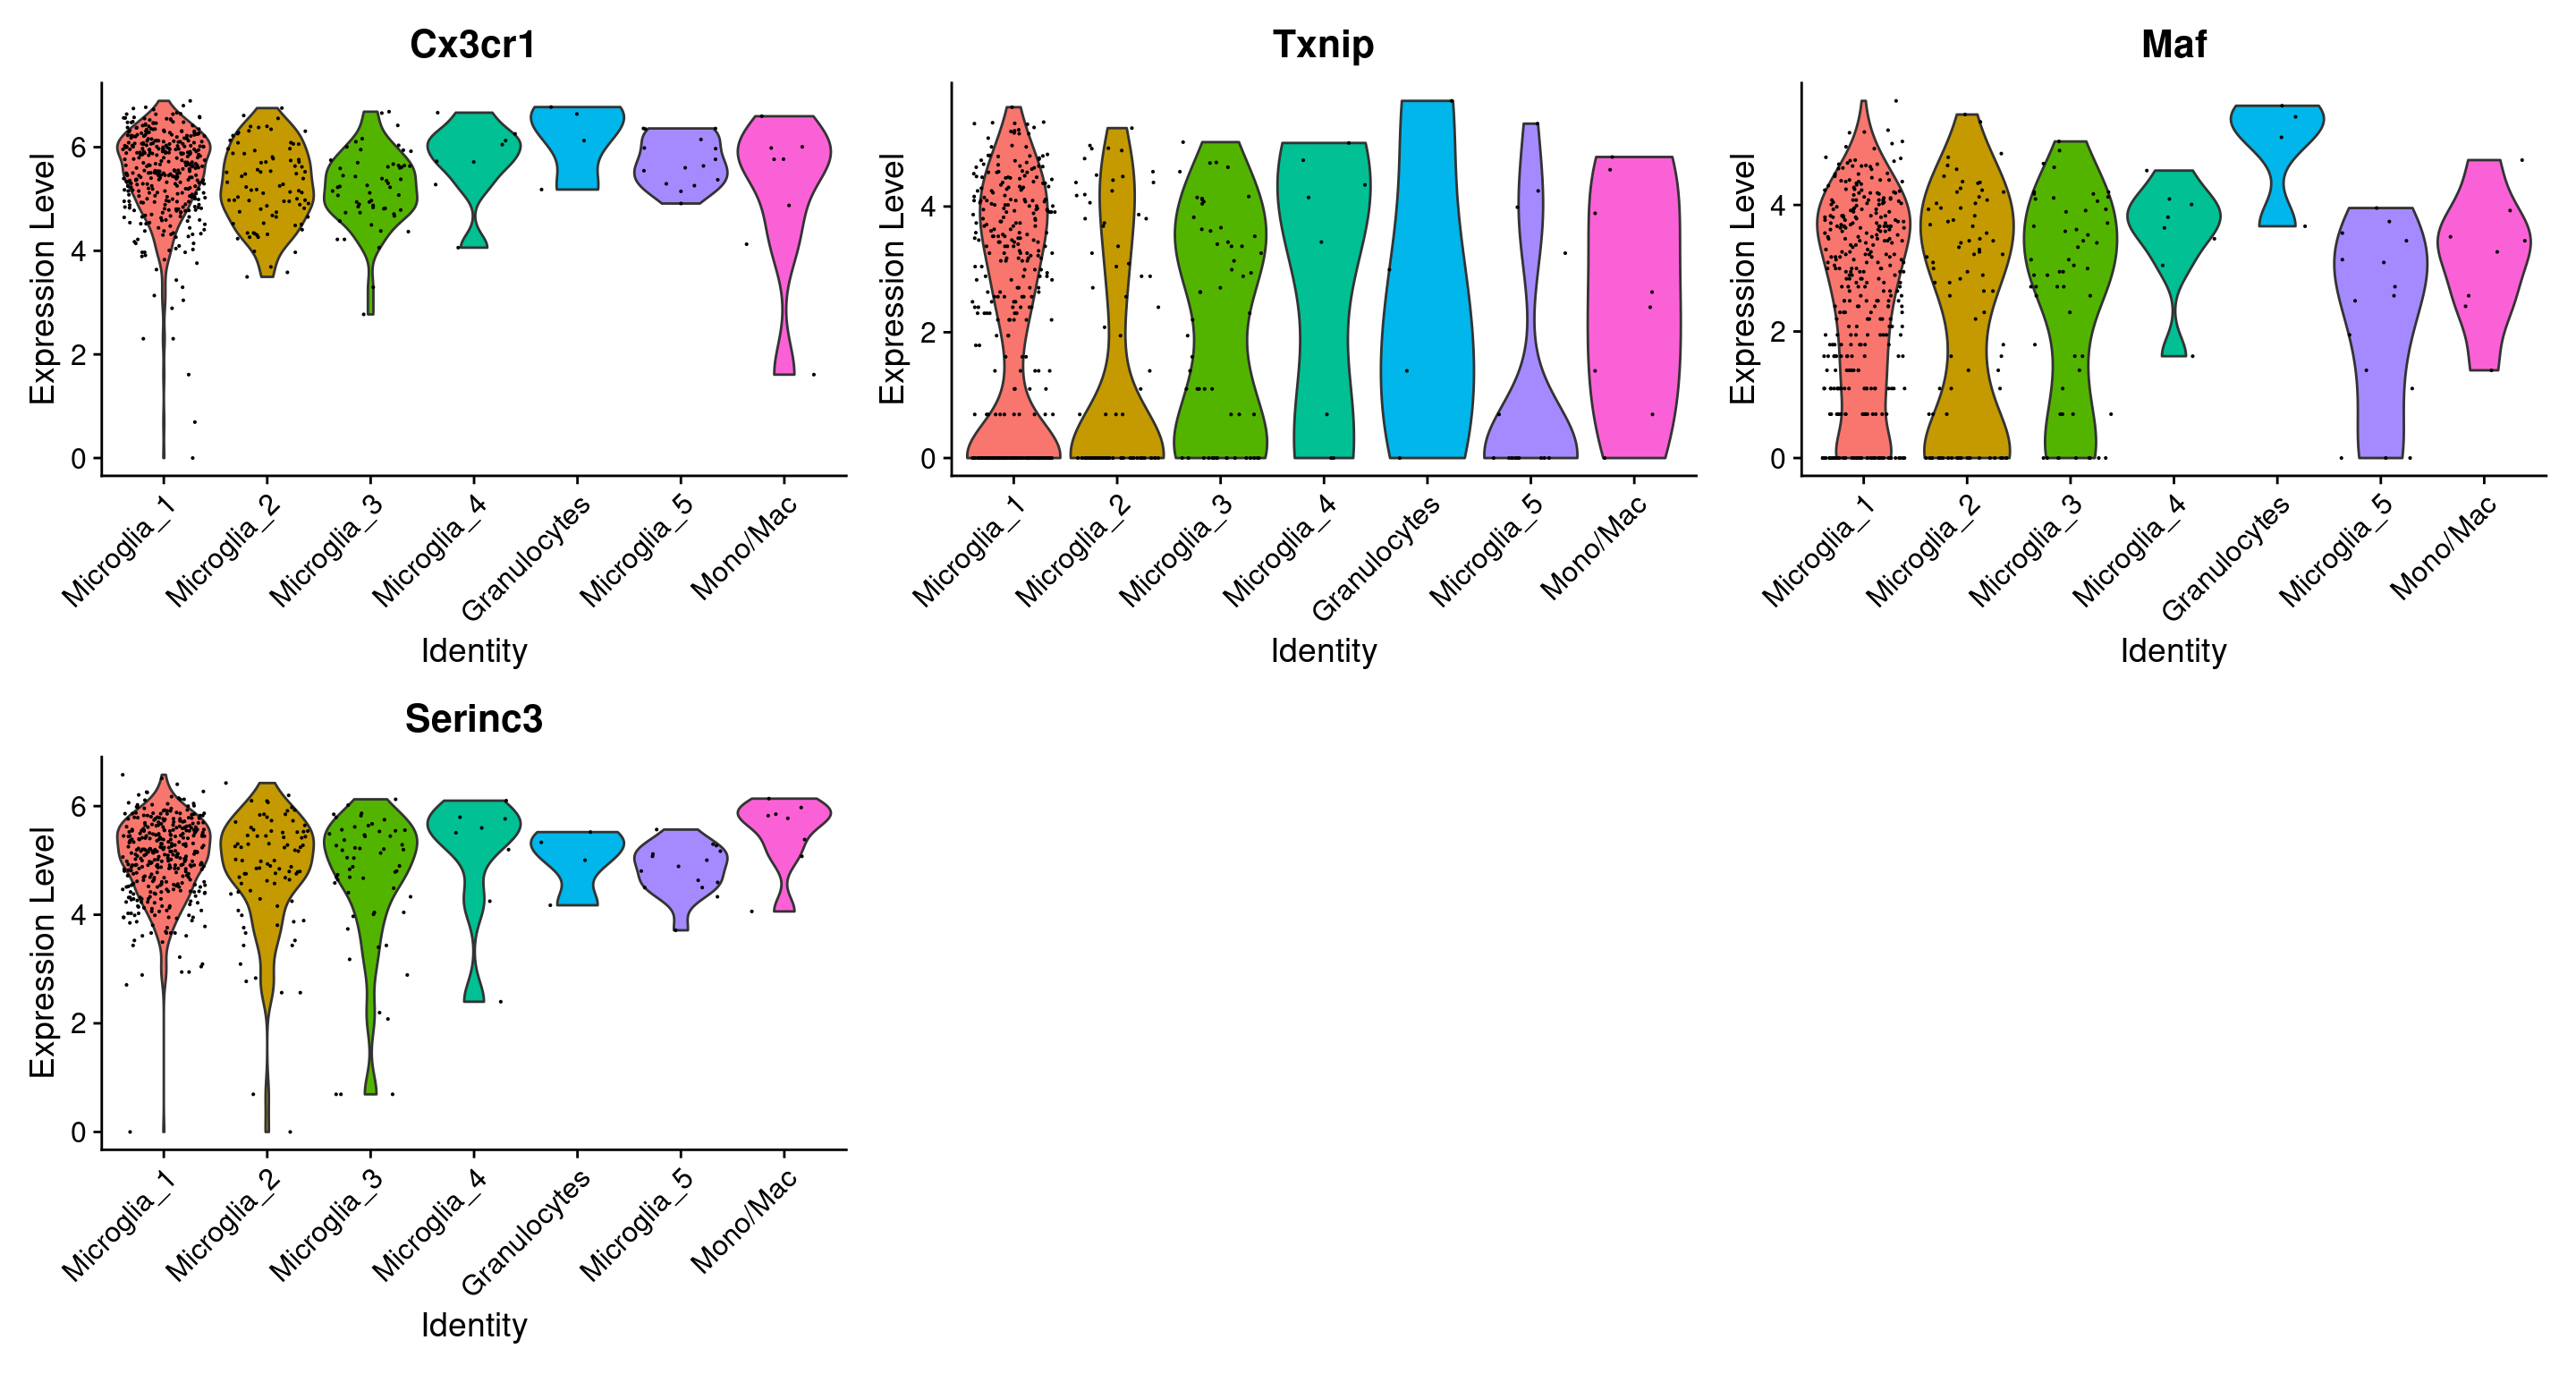 Cx3cr1
Expression Level
6
4
2
0
Microglia_1
Microglia_2
Microglia_3
Microglia_4
Granulocytes
Microglia_5
Mono/Mac
Identity
Txnip
Expression Level
4
2
0
Microglia_1
Microglia_2
Microglia_3
Microglia_4
Granulocytes
Microglia_5
Mono/Mac
Identity
Maf
Expression Level
4
2
0
Microglia_1
Microglia_2
Microglia_3
Microglia_4
Granulocytes
Microglia_5
Mono/Mac
Identity
Serinc3
Expression Level
6
4
2
0
Microglia_1
Microglia_2
Microglia_3
Microglia_4
Granulocytes
Microglia_5
Mono/Mac
Identity